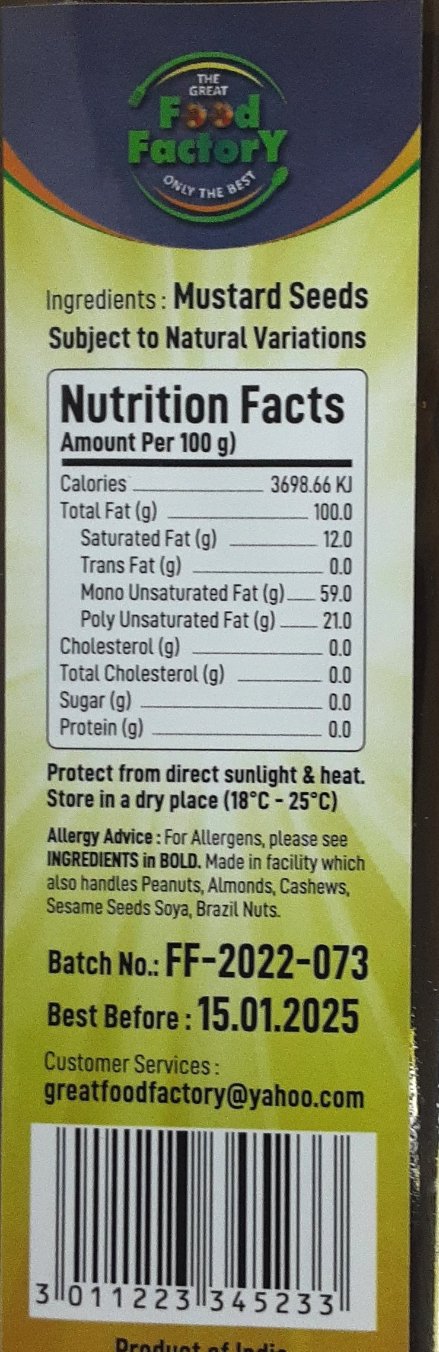 THE
GREAT
Food
Factory
ONLY THE BEST
Ingredients : Mustard Seeds
Subject to Natural Variations
Nutrition Facts
Amount Per 100 g)
Calories 3698.66 KJ
Total Fat (g) 100.0
Saturated Fat (g) 12.0
Trans Fat (g) 0.0
Mono Unsaturated Fat (g) 59.0
Poly Unsaturated Fat (g) 21.0
Cholesterol (g) 0.0
Total Cholesterol (g) 0.0
Sugar (g) 0.0
Protein (g) 0.0
Protect from direct sunlight & heat.
Store in a dry place (18°C - 25°C)
Allergy Advice : For Allergens, please see
INGREDIENTS in BOLD. Made in facility which
also handles Peanuts, Almonds, Cashews,
Sesame Seeds Soya, Brazil Nuts.
Batch No.: FF-2022-073
Best Before : 15.01.2025
Customer Services :
greatfoodfactory@yahoo.com
3 011223 345233
Product of India